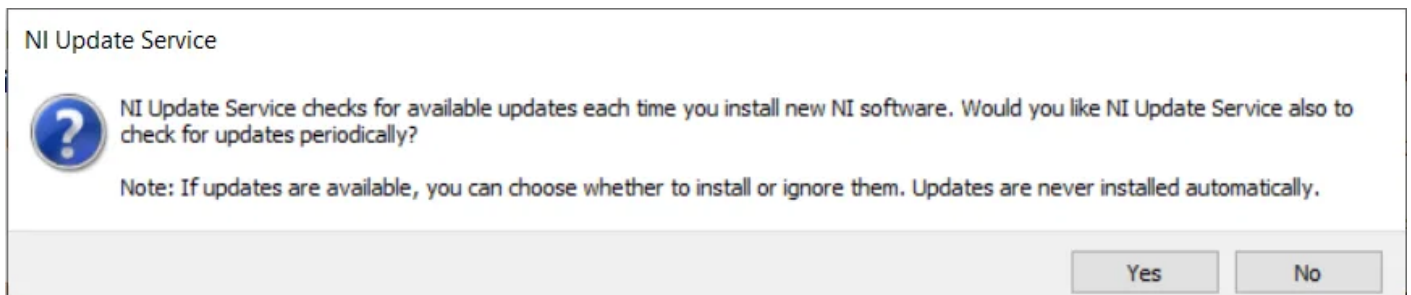 NI Update Service
NI Update Service checks for available updates each time you install new NI software. Would you like NI Update Service also to
check for updates periodically?
Note: If updates are available, you can choose whether to install or ignore them. Updates are never installed automatically.
Yes No